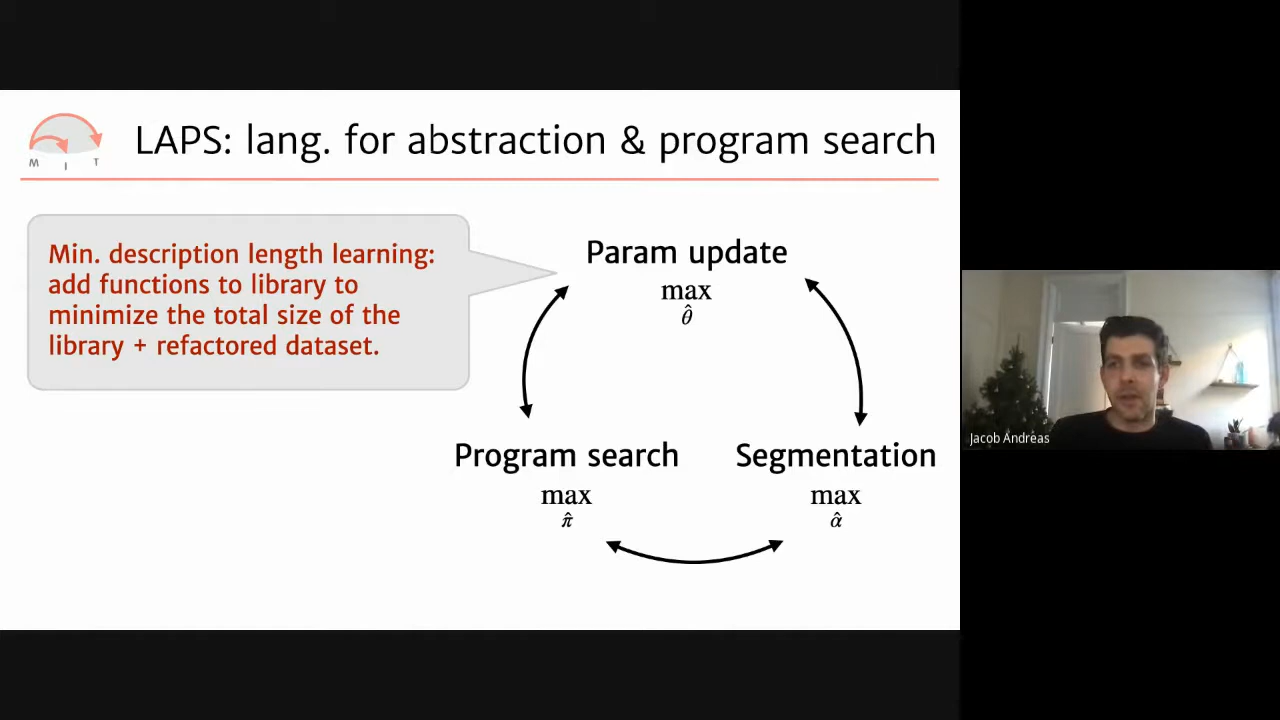 LAPS: lang. for abstraction & program search
M I T
Min. description length learning:
add functions to library to
minimize the total size of the
library + refactored dataset.
Param update
max
θ̂
Program search
max
π̂
Segmentation
max
α̂
Jacob Andreas